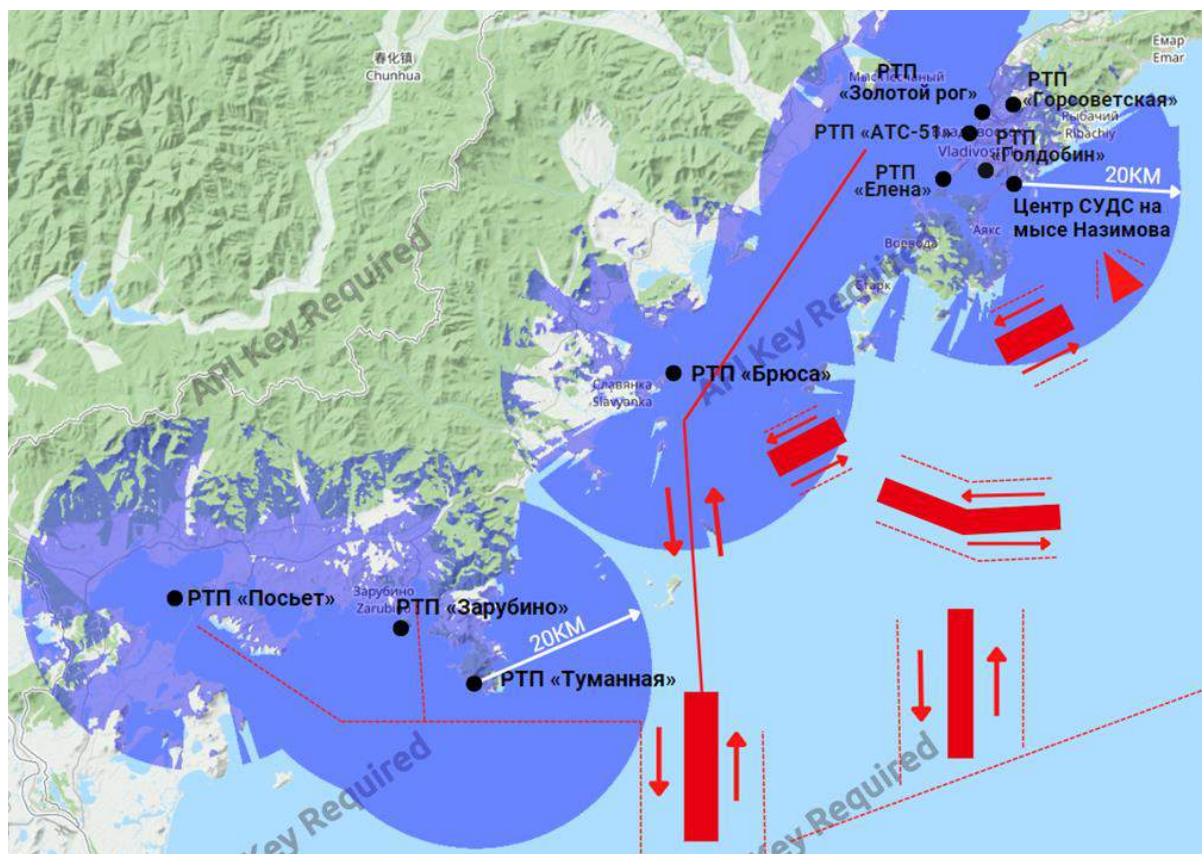 春化镇
Chunhua
Емар
Emar
РТП
«Золотой рог»
РТП
«Горсоветская»
Рыбачий
Ribachiy
РТП «АТС-51»
Vladivostok
РТП
«Голдобин»
РТП
«Елена»
20КМ
Центр СУДС на
мысе Назимова
Аякс
Воевода
Старк
API Key Required
API Key Required
РТП «Брюса»
Славянка
Slavyanka
РТП «Посьет»
Зарубино
Zarubino
РТП «Зарубино»
20КМ
РТП «Туманная»
Key Required
Key Required